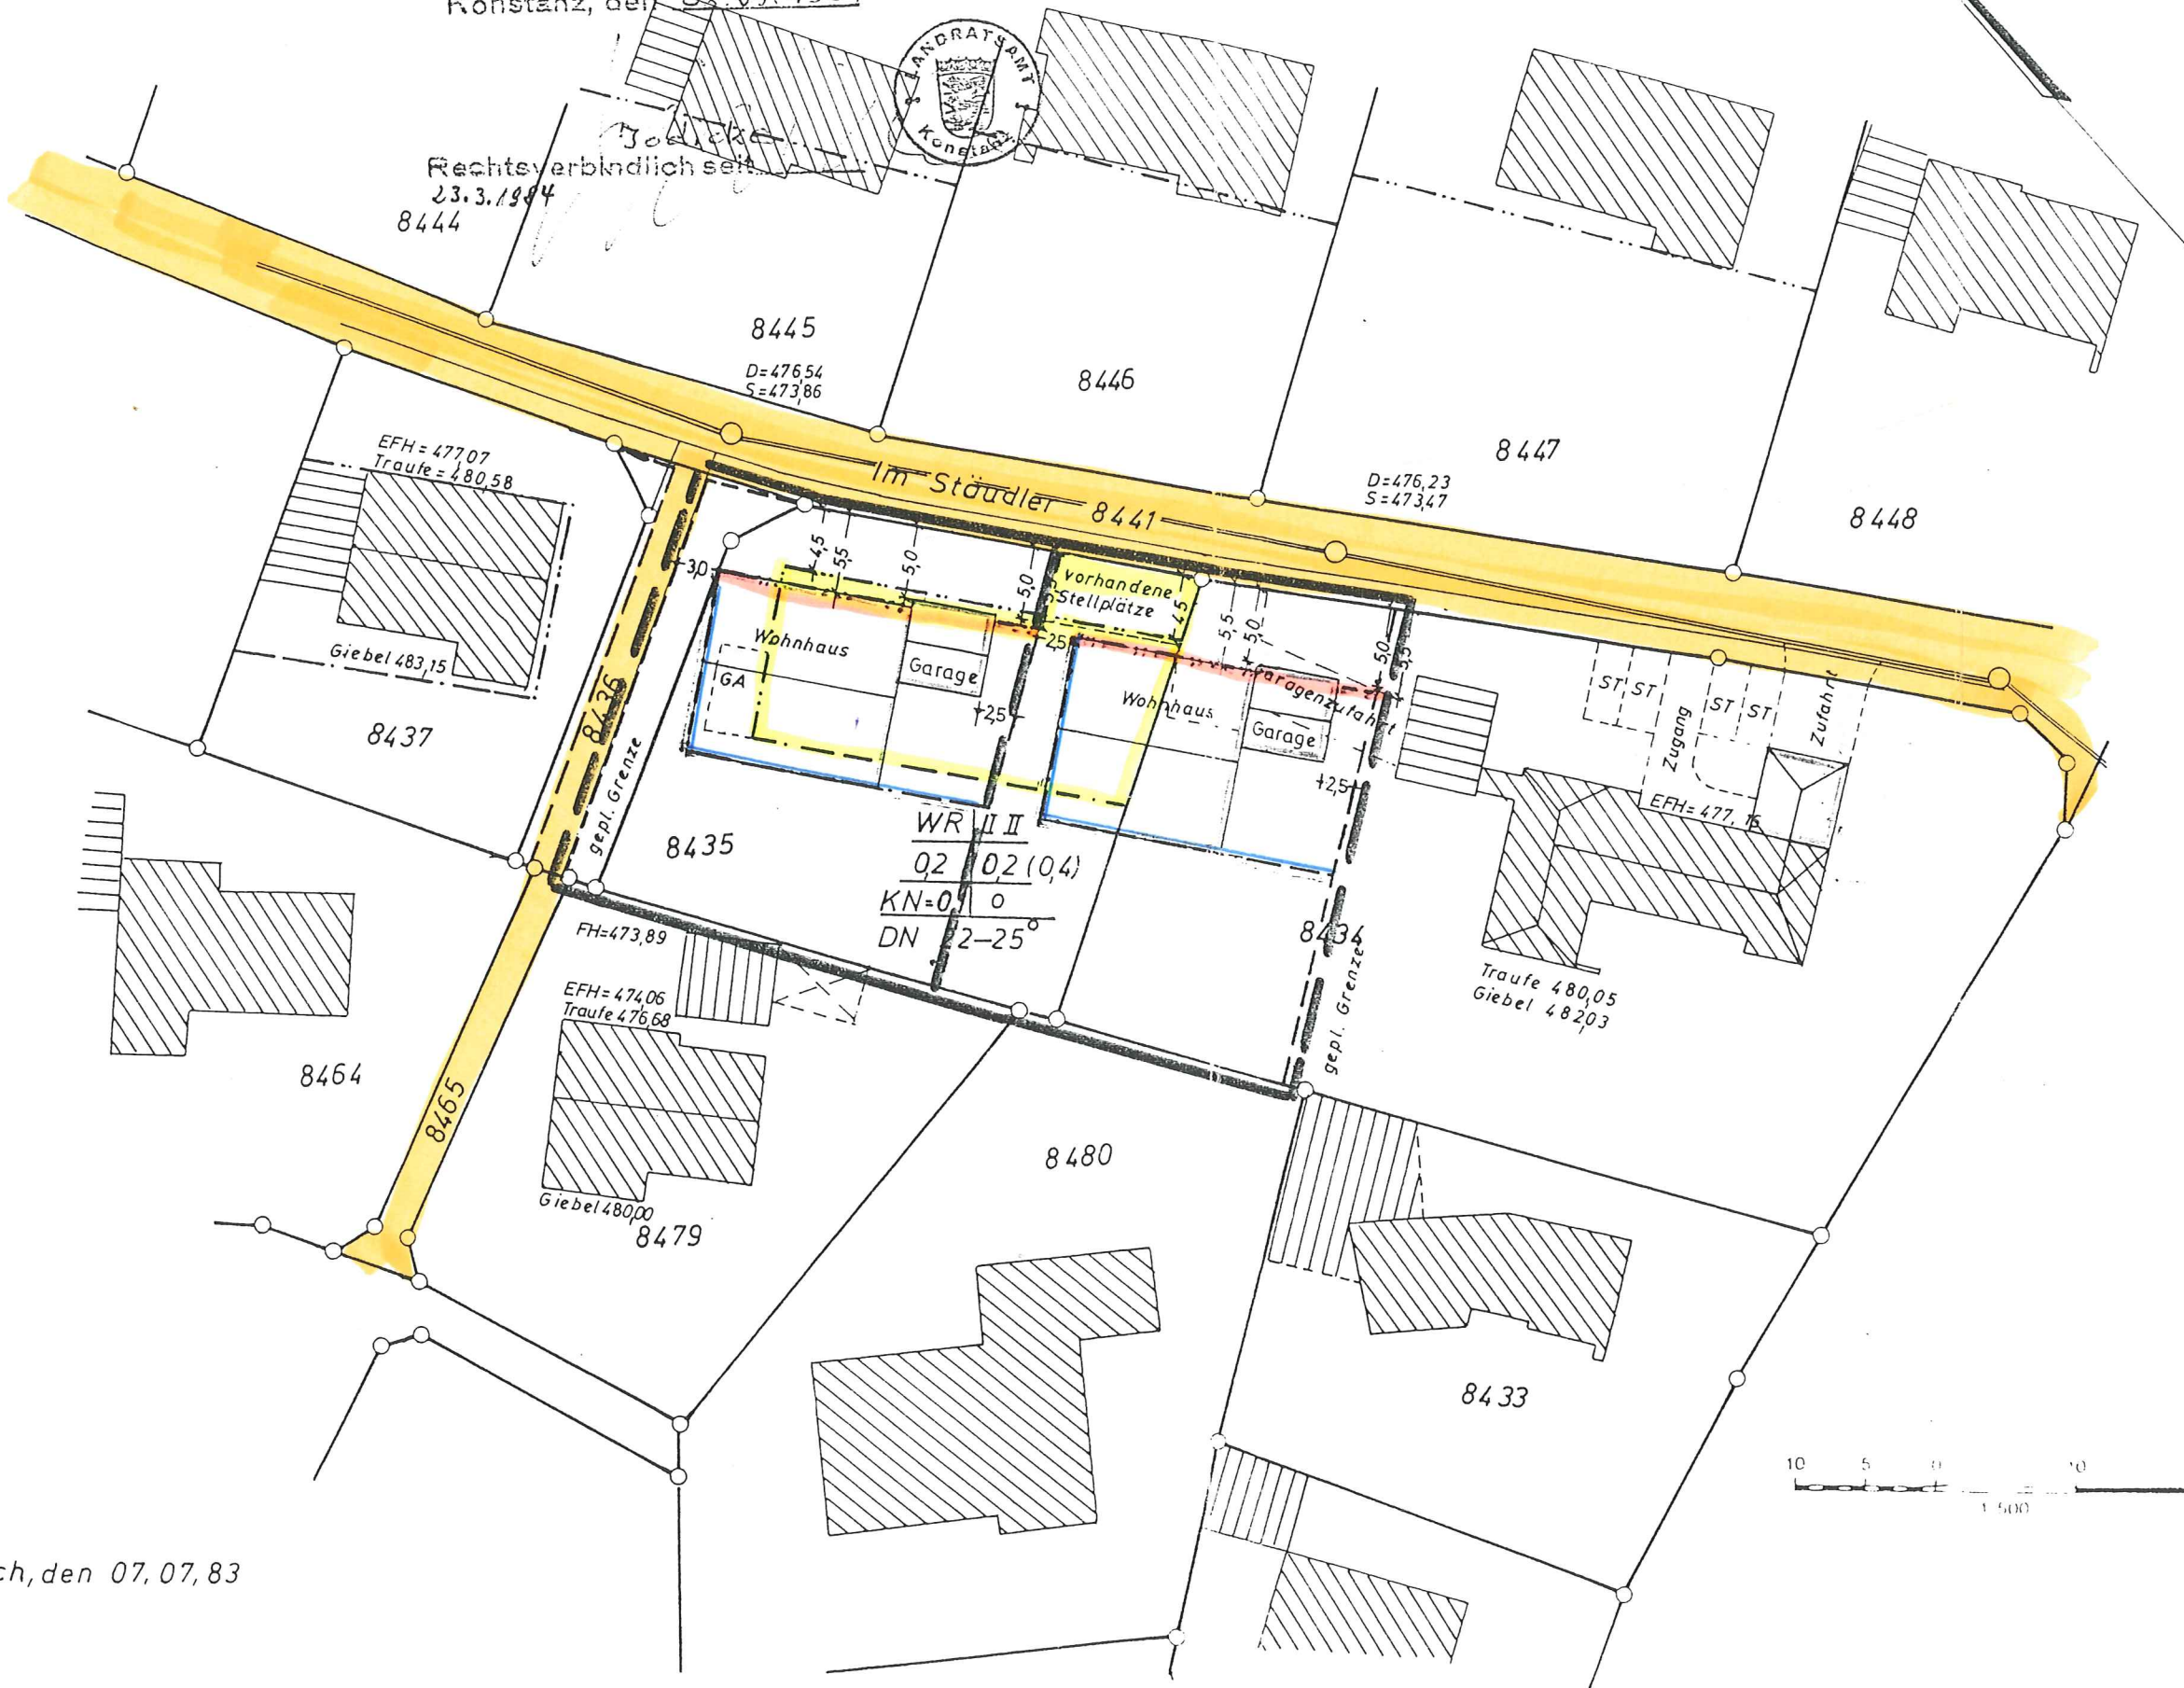 Konstanz, den
LANDRATSAMT
Konstanz
Rechtsverbindlich seit
23.3.1984
8444
8445
D=476,54
S=473,86
8446
8447
D=476,23
S=473,47
8448
EFH=477,07
Traufe=480,58
Giebel 483,15
8437
Im Stäudler 8441
8436
gepl. Grenze
3,0
4,5
5,5
5,0
5,0
vorhandene
Stellplätze
4,5
5,5
5,0
5,0
5,5
2,5
Wohnhaus
GA
Garage
2,5
Wohnhaus
Garagenzufahrt
Garage
2,5
ST
ST
ST
ST
Zugang
Zufahrt
EFH=477,15
8435
WR II II
0,2 0,2 (0,4)
KN=0,1 o
DN 22-25°
8434
gepl. Grenze
Traufe 480,05
Giebel 482,03
FH=473,89
EFH=474,06
Traufe 476,68
Giebel 480,00
8479
8464
8465
8480
8433
10 5 0 10
1:500
ch, den 07,07,83